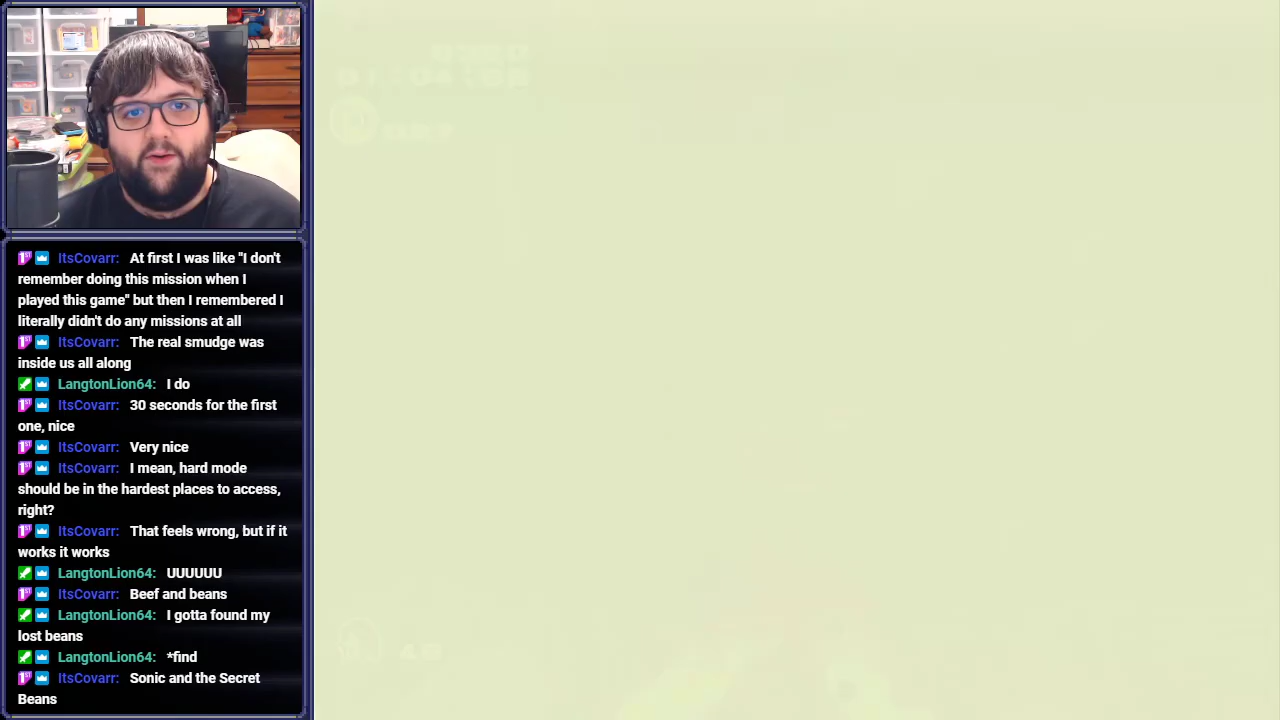 ItsCovarr: At first I was like "I don't
remember doing this mission when I
played this game" but then I remembered I
literally didn't do any missions at all
ItsCovarr: The real smudge was
inside us all along
LangtonLion64: I do
ItsCovarr: 30 seconds for the first
one, nice
ItsCovarr: Very nice
ItsCovarr: I mean, hard mode
should be in the hardest places to access,
right?
ItsCovarr: That feels wrong, but if it
works it works
LangtonLion64: UUUUUU
ItsCovarr: Beef and beans
LangtonLion64: I gotta found my
lost beans
LangtonLion64: *find
ItsCovarr: Sonic and the Secret
Beans